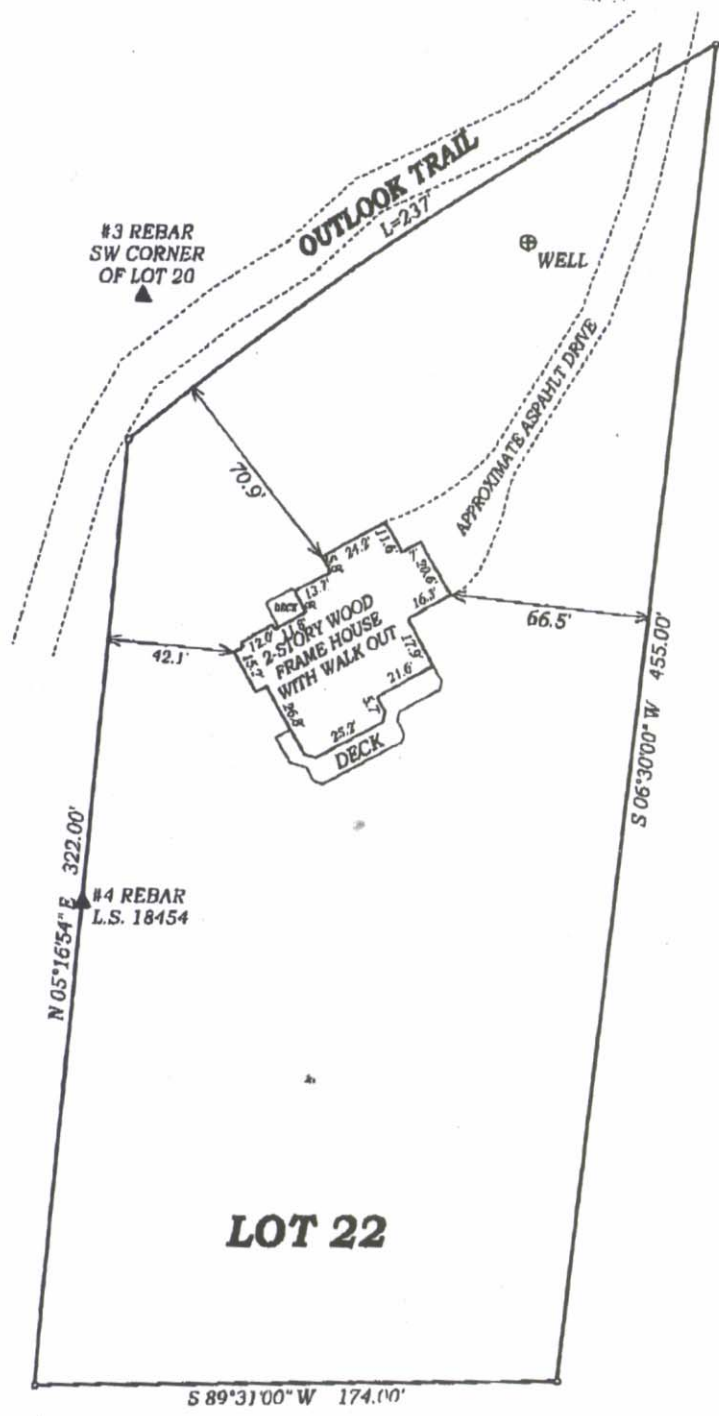 OUTLOOK TRAIL
L=237'
#3 REBAR
SW CORNER
OF LOT 20
WELL
APPROXIMATE ASPAHLT DRIVE
70.9'
24.2'
11.6'
7'
20.6'
16.3'
13.7'
DECK
11.8'
12.0'
15.7'
2-STORY WOOD
FRAME HOUSE
WITH WALK OUT
17.9'
21.6'
26.8'
25.2'
DECK
42.1'
66.5'
S 06°30'00" W 455.00'
N 05°16'54" E 322.00'
#4 REBAR
L.S. 18454
LOT 22
S 89°31'00" W 174.00'